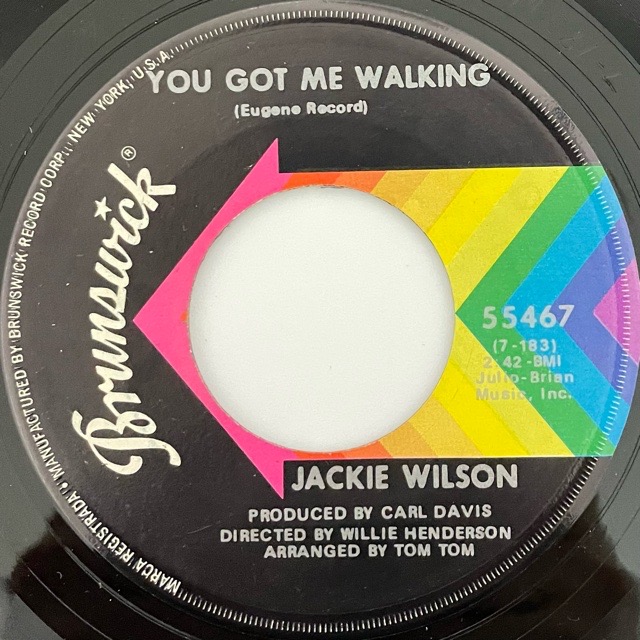 YOU GOT ME WALKING
(Eugene Record)
Brunswick®
55467
(7-183)
2:42-BMI
Julio-Brian
Music, Inc.
JACKIE WILSON
PRODUCED BY CARL DAVIS
DIRECTED BY WILLIE HENDERSON
ARRANGED BY TOM TOM
MARCA REGISTRADA • MANUFACTURED BY BRUNSWICK RECORD CORP., NEW YORK, U.S.A.